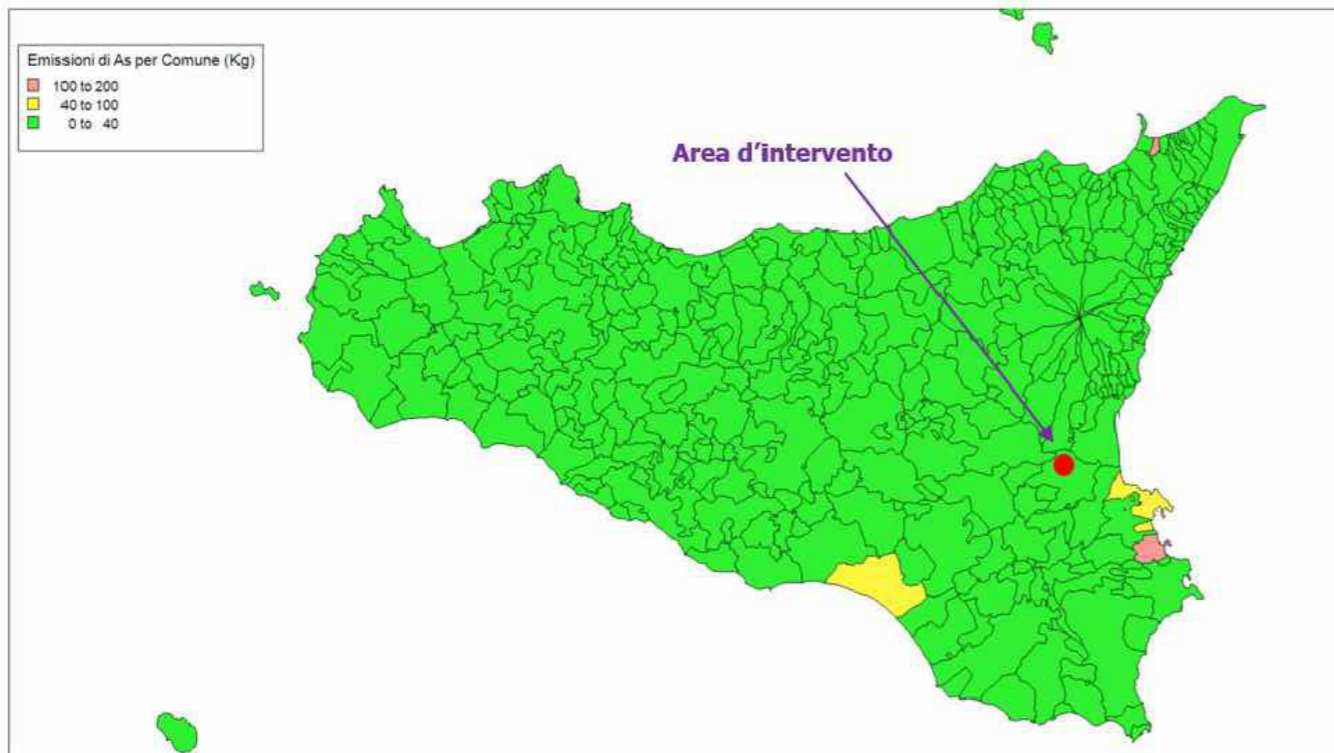 Emissioni di As per Comune (Kg)
100 to 200
40 to 100
0 to 40
Area d'intervento